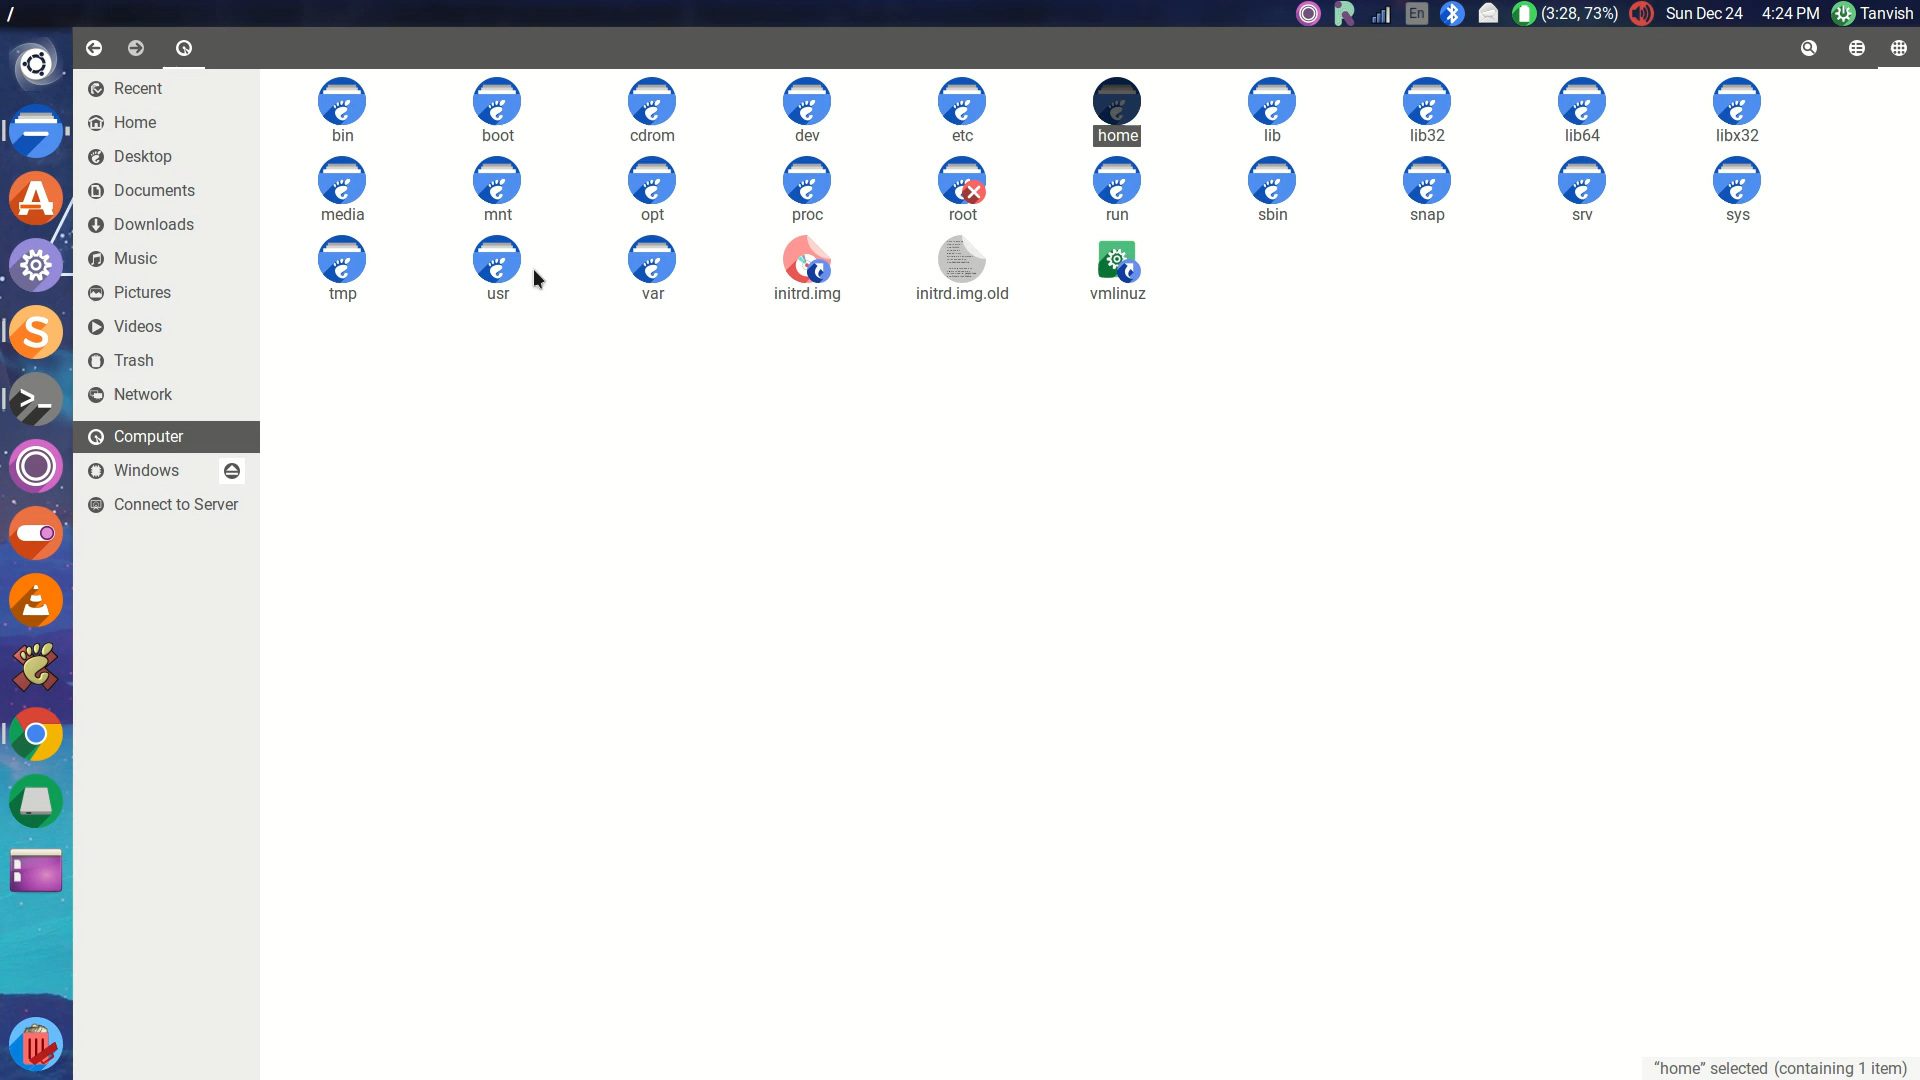 / En (3:28, 73%) Sun Dec 24 4:24 PM Tanvish
Recent
Home
Desktop
Documents
Downloads
Music
Pictures
Videos
Trash
Network
Computer
Windows
Connect to Server
bin boot cdrom dev etc home lib lib32 lib64 libx32
media mnt opt proc root run sbin snap srv sys
tmp usr var initrd.img initrd.img.old vmlinuz
“home” selected (containing 1 item)